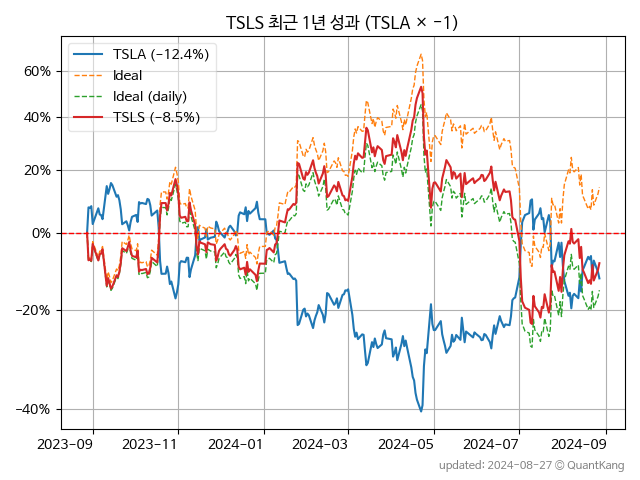 TSLS 최근 1년 성과 (TSLA × −1)
TSLA (−12.4%)
Ideal
Ideal (daily)
TSLS (−8.5%)
60%
40%
20%
0%
−20%
−40%
2023-09 2023-11 2024-01 2024-03 2024-05 2024-07 2024-09
updated: 2024-08-27 © QuantKang